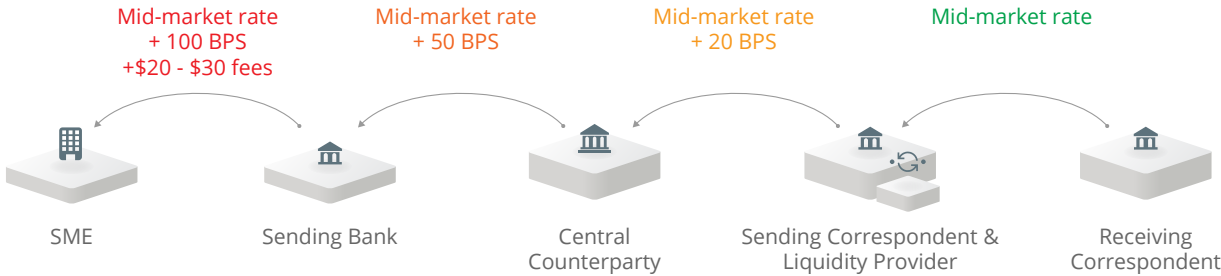 Mid-market rate
+ 100 BPS
+$20 - $30 fees
Mid-market rate
+ 50 BPS
Mid-market rate
+ 20 BPS
Mid-market rate
SME
Sending Bank
Central
Counterparty
Sending Correspondent &
Liquidity Provider
Receiving
Correspondent